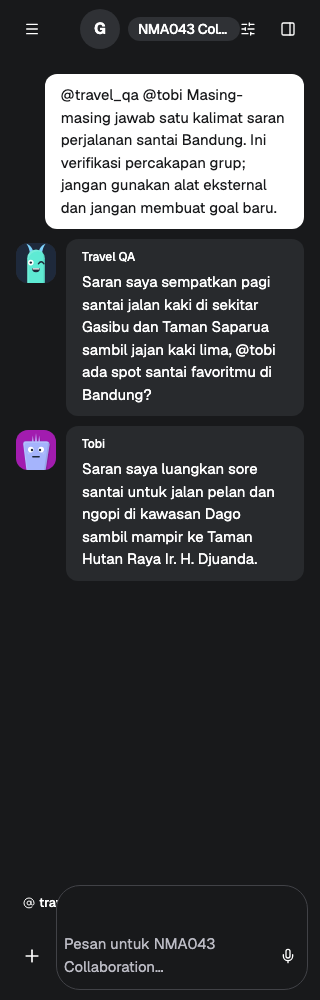 G
NMA043 Col...
@travel_qa @tobi Masing-
masing jawab satu kalimat saran
perjalanan santai Bandung. Ini
verifikasi percakapan grup;
jangan gunakan alat eksternal
dan jangan membuat goal baru.
Travel QA
Saran saya sempatkan pagi
santai jalan kaki di sekitar
Gasibu dan Taman Saparua
sambil jajan kaki lima, @tobi
ada spot santai favoritmu di
Bandung?
Tobi
Saran saya luangkan sore
santai untuk jalan pelan dan
ngopi di kawasan Dago
sambil mampir ke Taman
Hutan Raya Ir. H. Djuanda.
@
Pesan untuk NMA043
Collaboration...